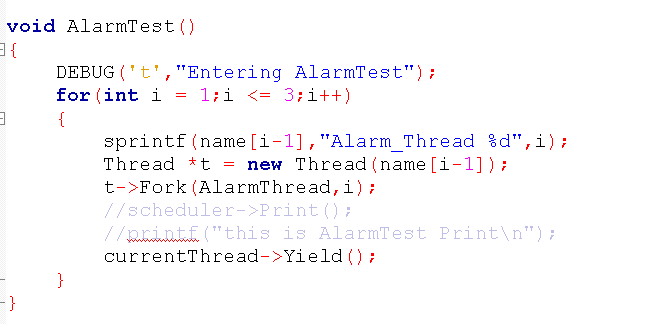 void AlarmTest()
{
    DEBUG('t',"Entering AlarmTest");
    for(int i = 1;i <= 3;i++)
    {
        sprintf(name[i-1],"Alarm_Thread %d",i);
        Thread *t = new Thread(name[i-1]);
        t->Fork(AlarmThread,i);
        //scheduler->Print();
        //printf("this is AlarmTest Print\n");
        currentThread->Yield();
    }
}